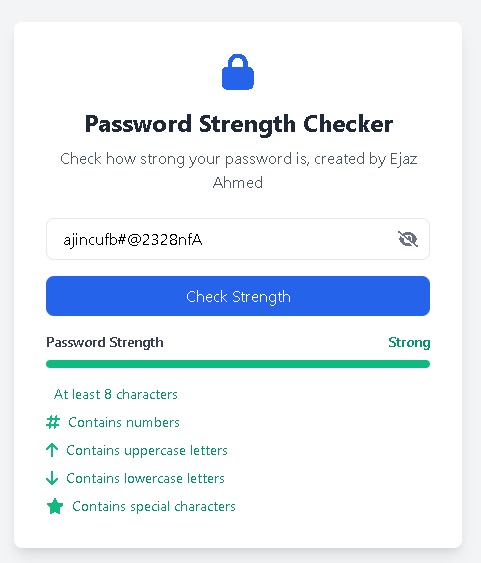 Password Strength Checker
Check how strong your password is, created by Ejaz
Ahmed
ajincufb#@2328nfA
Check Strength
Password Strength Strong
At least 8 characters
# Contains numbers
Contains uppercase letters
Contains lowercase letters
Contains special characters